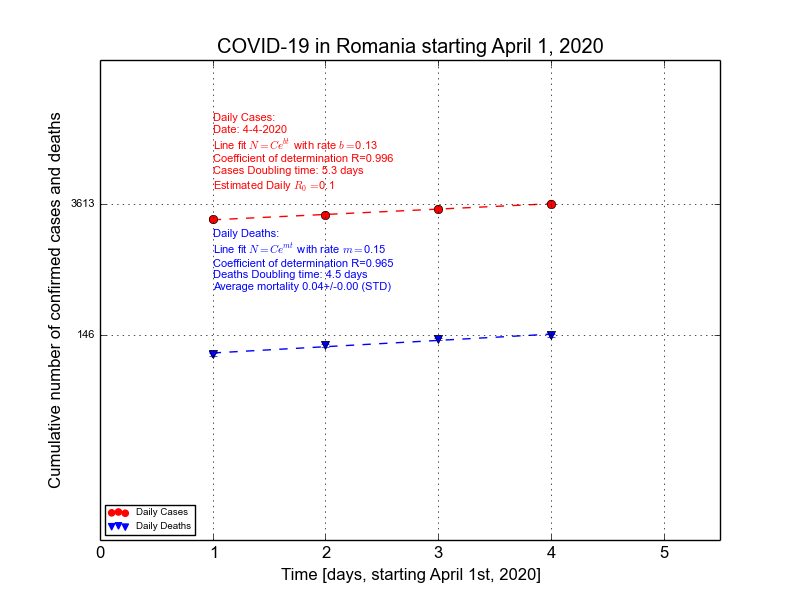 COVID-19 in Romania starting April 1, 2020
Cumulative number of confirmed cases and deaths
3613
146
Daily Cases:
Date: 4-4-2020
Line fit N = Ce^{bt} with rate b =0.13
Coefficient of determination R=0.996
Cases Doubling time: 5.3 days
Estimated Daily R_0 =0.1
Daily Deaths:
Line fit N = Ce^{mt} with rate m =0.15
Coefficient of determination R=0.965
Deaths Doubling time: 4.5 days
Average mortality 0.04+/-0.00 (STD)
Daily Cases
Daily Deaths
0 1 2 3 4 5
Time [days, starting April 1st, 2020]